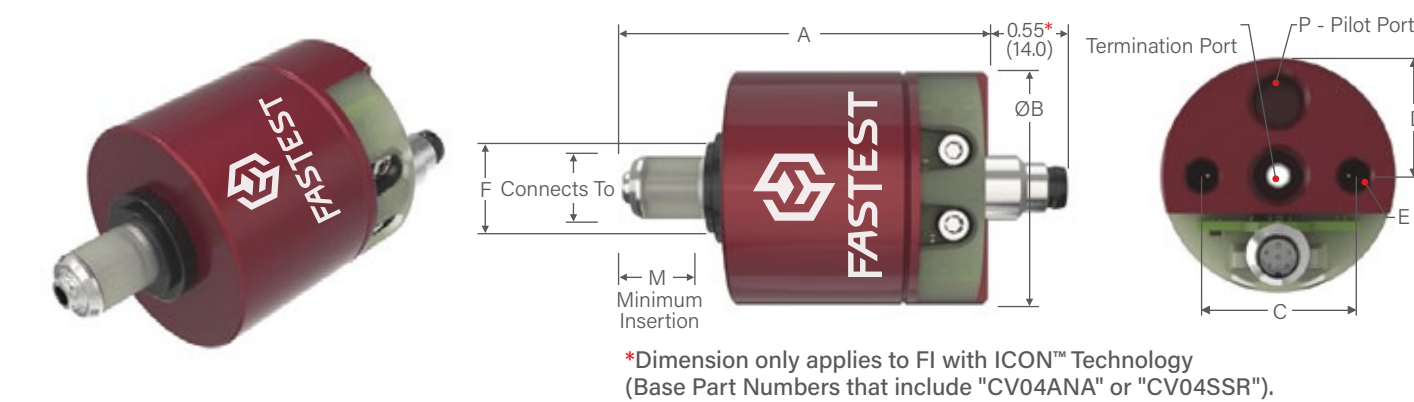 FASTEST
A
0.55*
(14.0)
Termination Port
P - Pilot Port
ØB
FASTEST
F
Connects To
M
Minimum
Insertion
E
C
*Dimension only applies to FI with ICON™ Technology
(Base Part Numbers that include "CV04ANA" or "CV04SSR").